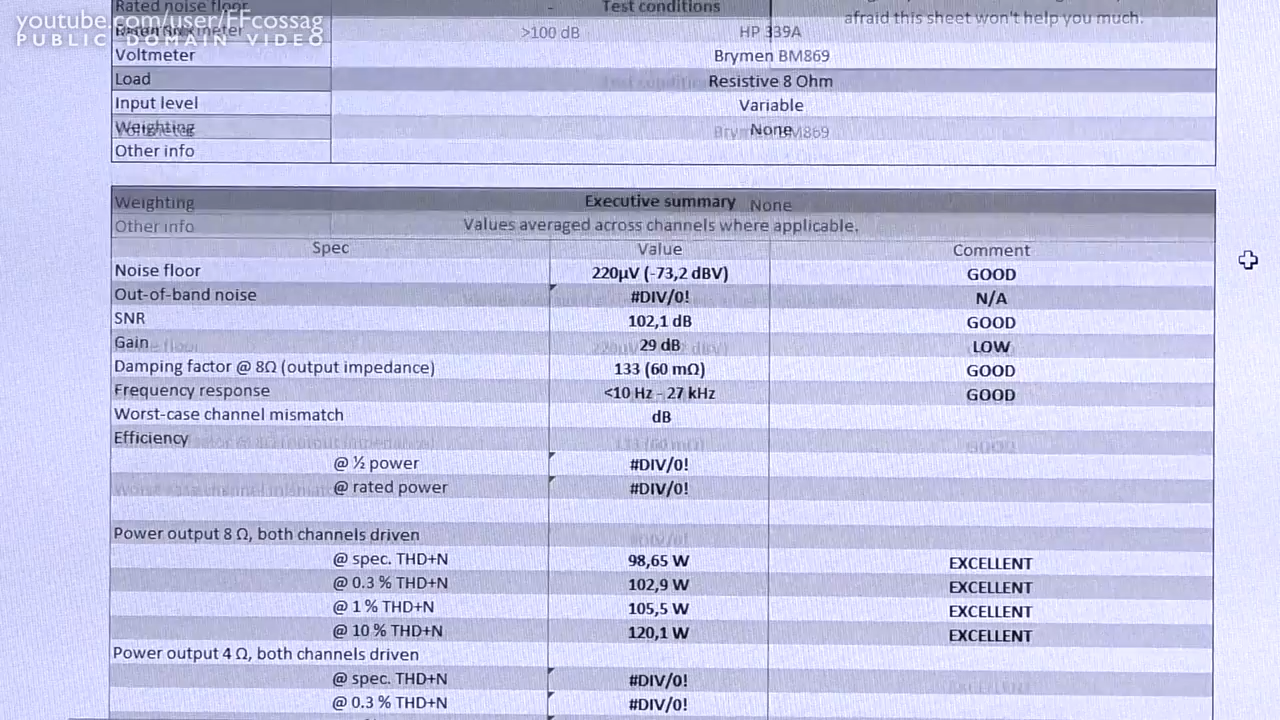 youtube.com/user/FFcossag
PUBLIC DOMAIN VIDEO
Rated noise floor - Test conditions
afraid this sheet won't help you much.
>100 dB HP 339A
Voltmeter Brymen BM869
Load Resistive 8 Ohm
Input level Variable
Weighting None
Brymen BM869
Other info
Weighting Executive summary None
Other info Values averaged across channels where applicable.
Spec Value Comment
Noise floor 220µV (-73,2 dBV) GOOD
Out-of-band noise #DIV/0! N/A
SNR 102,1 dB GOOD
Gain 29 dB LOW
Damping factor @ 8Ω (output impedance) 133 (60 mΩ) GOOD
Frequency response <10 Hz - 27 kHz GOOD
Worst-case channel mismatch dB
Efficiency
@ ½ power #DIV/0!
@ rated power #DIV/0!
Power output 8 Ω, both channels driven
@ spec. THD+N 98,65 W EXCELLENT
@ 0.3 % THD+N 102,9 W EXCELLENT
@ 1 % THD+N 105,5 W EXCELLENT
@ 10 % THD+N 120,1 W EXCELLENT
Power output 4 Ω, both channels driven
@ spec. THD+N #DIV/0!
@ 0.3 % THD+N #DIV/0!